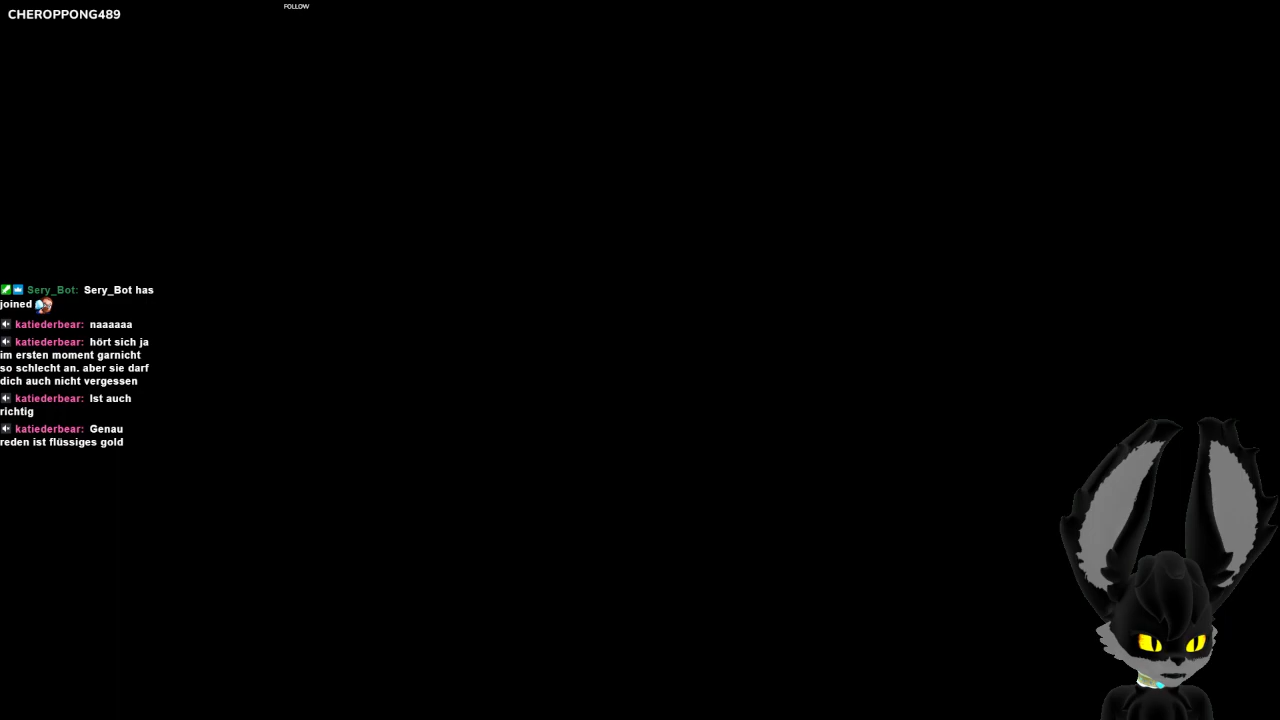 CHEROPPONG489
FOLLOW
Sery_Bot: Sery_Bot has
joined
katiederbear: naaaaaa
katiederbear: hört sich ja
im ersten moment garnicht
so schlecht an. aber sie darf
dich auch nicht vergessen
katiederbear: Ist auch
richtig
katiederbear: Genau
reden ist flüssiges gold